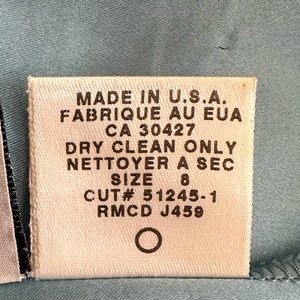 MADE IN U.S.A.
FABRIQUE AU EUA
CA 30427
DRY CLEAN ONLY
NETTOYER A SEC
SIZE 8
CUT# 51245-1
RMCD J459